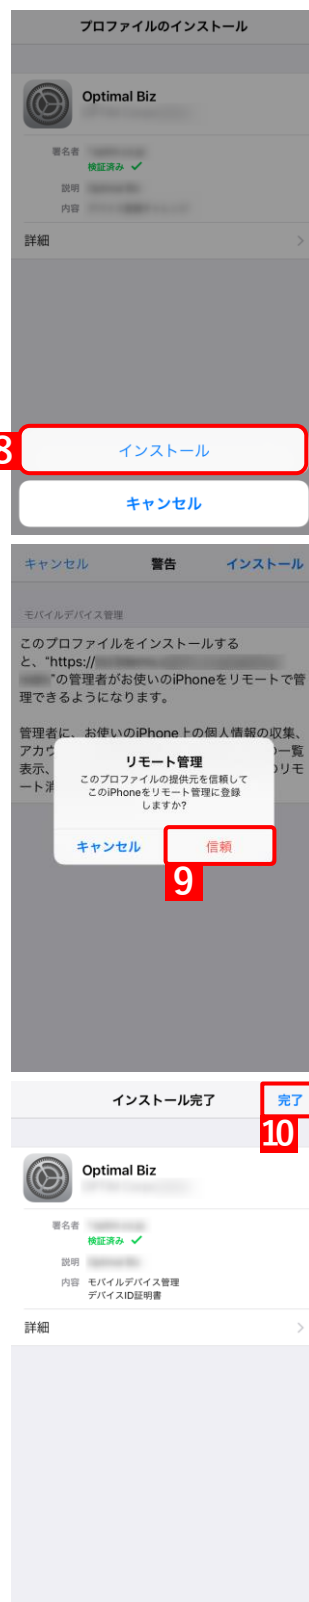 プロファイルのインストール
Optimal Biz
署名者
検証済み
説明
内容
詳細
8
インストール
キャンセル
キャンセル 警告 インストール
モバイルデバイス管理
このプロファイルをインストールする
と、"https://
"の管理者がお使いのiPhoneをリモートで管
理できるようになります。
管理者に、お使いのiPhone上の個人情報の収集、
アカウ
一覧
表示、
リモ
ート消
リモート管理
このプロファイルの提供元を信頼して
このiPhoneをリモート管理に登録
しますか?
キャンセル 信頼
9
インストール完了 完了
10
Optimal Biz
署名者
検証済み
説明
内容 モバイルデバイス管理
デバイスID証明書
詳細